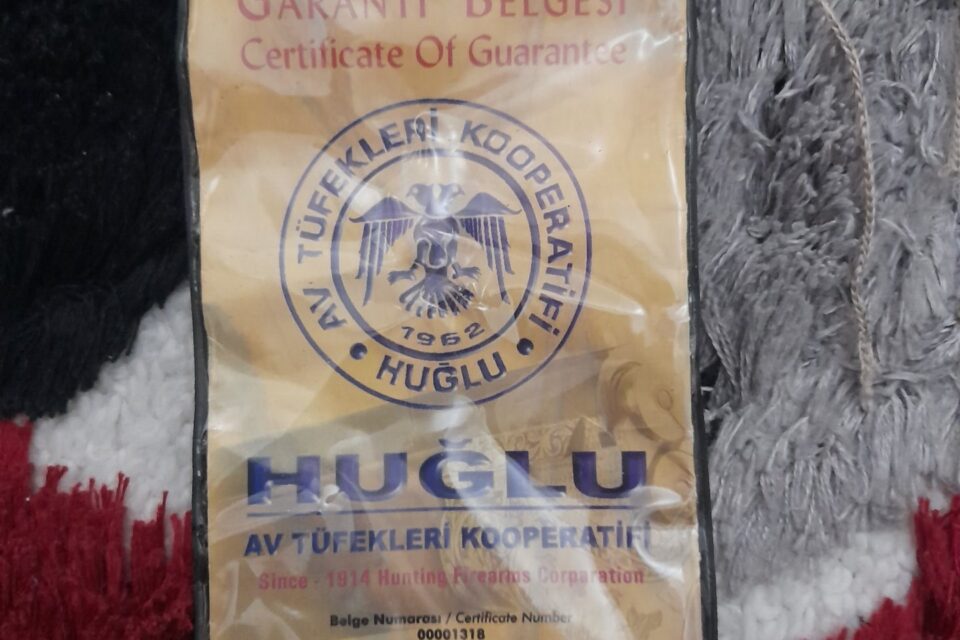 GARANTİ BELGESİ
Certificate Of Guarantee
AV TÜFEKLERİ KOOPERATİFİ
1962
• HUĞLU •
HUĞLU
AV TÜFEKLERİ KOOPERATİFİ
Since - 1914 Hunting Firearms Corparation
Belge Numarası / Certificate Number
00001318